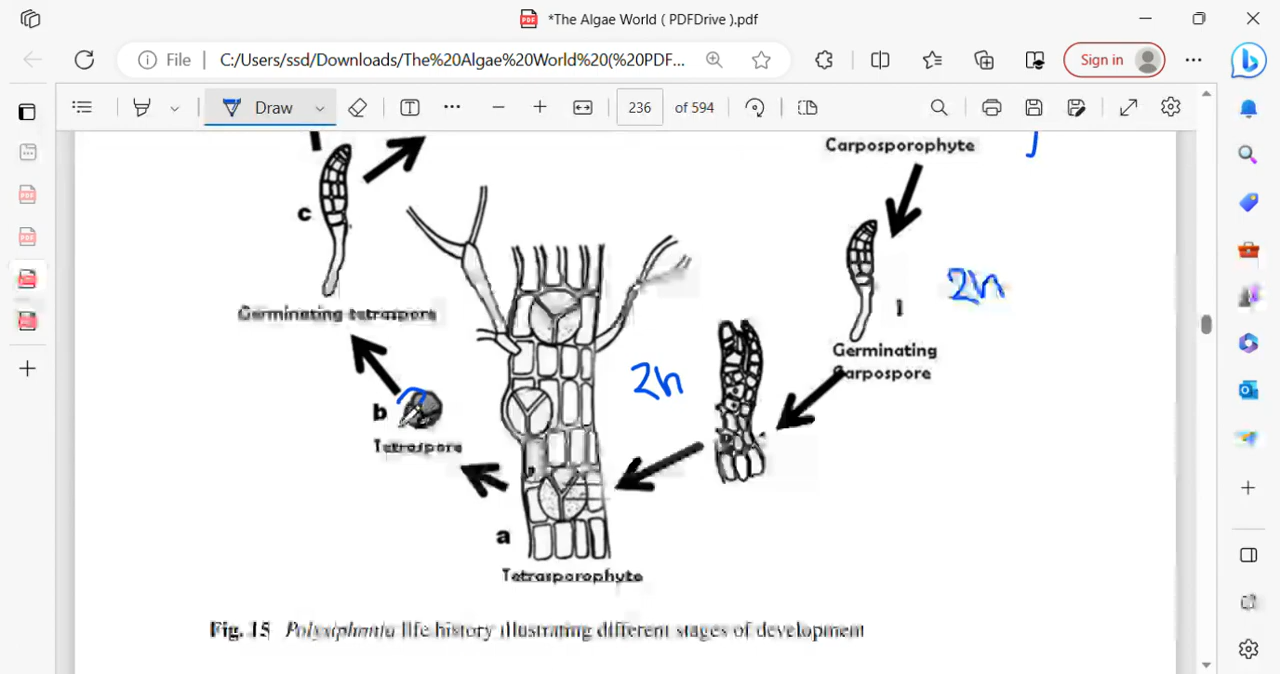 *The Algae World ( PDFDrive ).pdf
File C:/Users/ssd/Downloads/The%20Algae%20World%20(%20PDF... Sign in
Draw 236 of 594
Carposporophyte
c
2n
Germinating tetraspore
l
Germinating
Carpospore
2n
b
Tetraspore
a
Tetrasporophyte
Fig. 15 Polysiphonia life history illustrating different stages of development